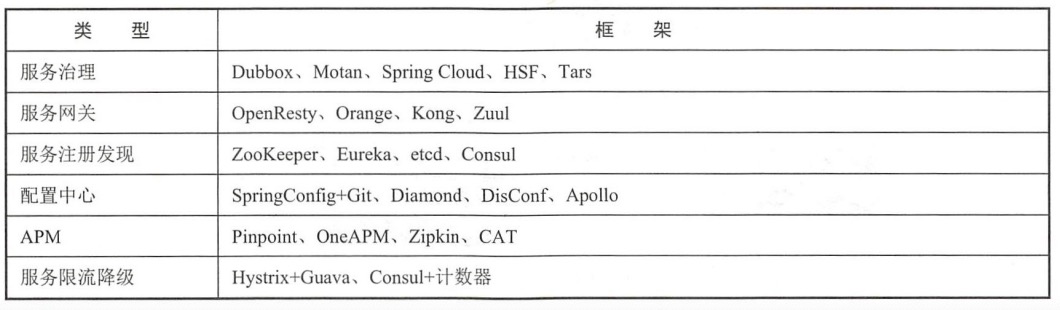 类 型 框 架
服务治理 Dubbox、Motan、Spring Cloud、HSF、Tars
服务网关 OpenResty、Orange、Kong、Zuul
服务注册发现 ZooKeeper、Eureka、etcd、Consul
配置中心 SpringConfig+Git、Diamond、DisConf、Apollo
APM Pinpoint、OneAPM、Zipkin、CAT
服务限流降级 Hystrix+Guava、Consul+计数器